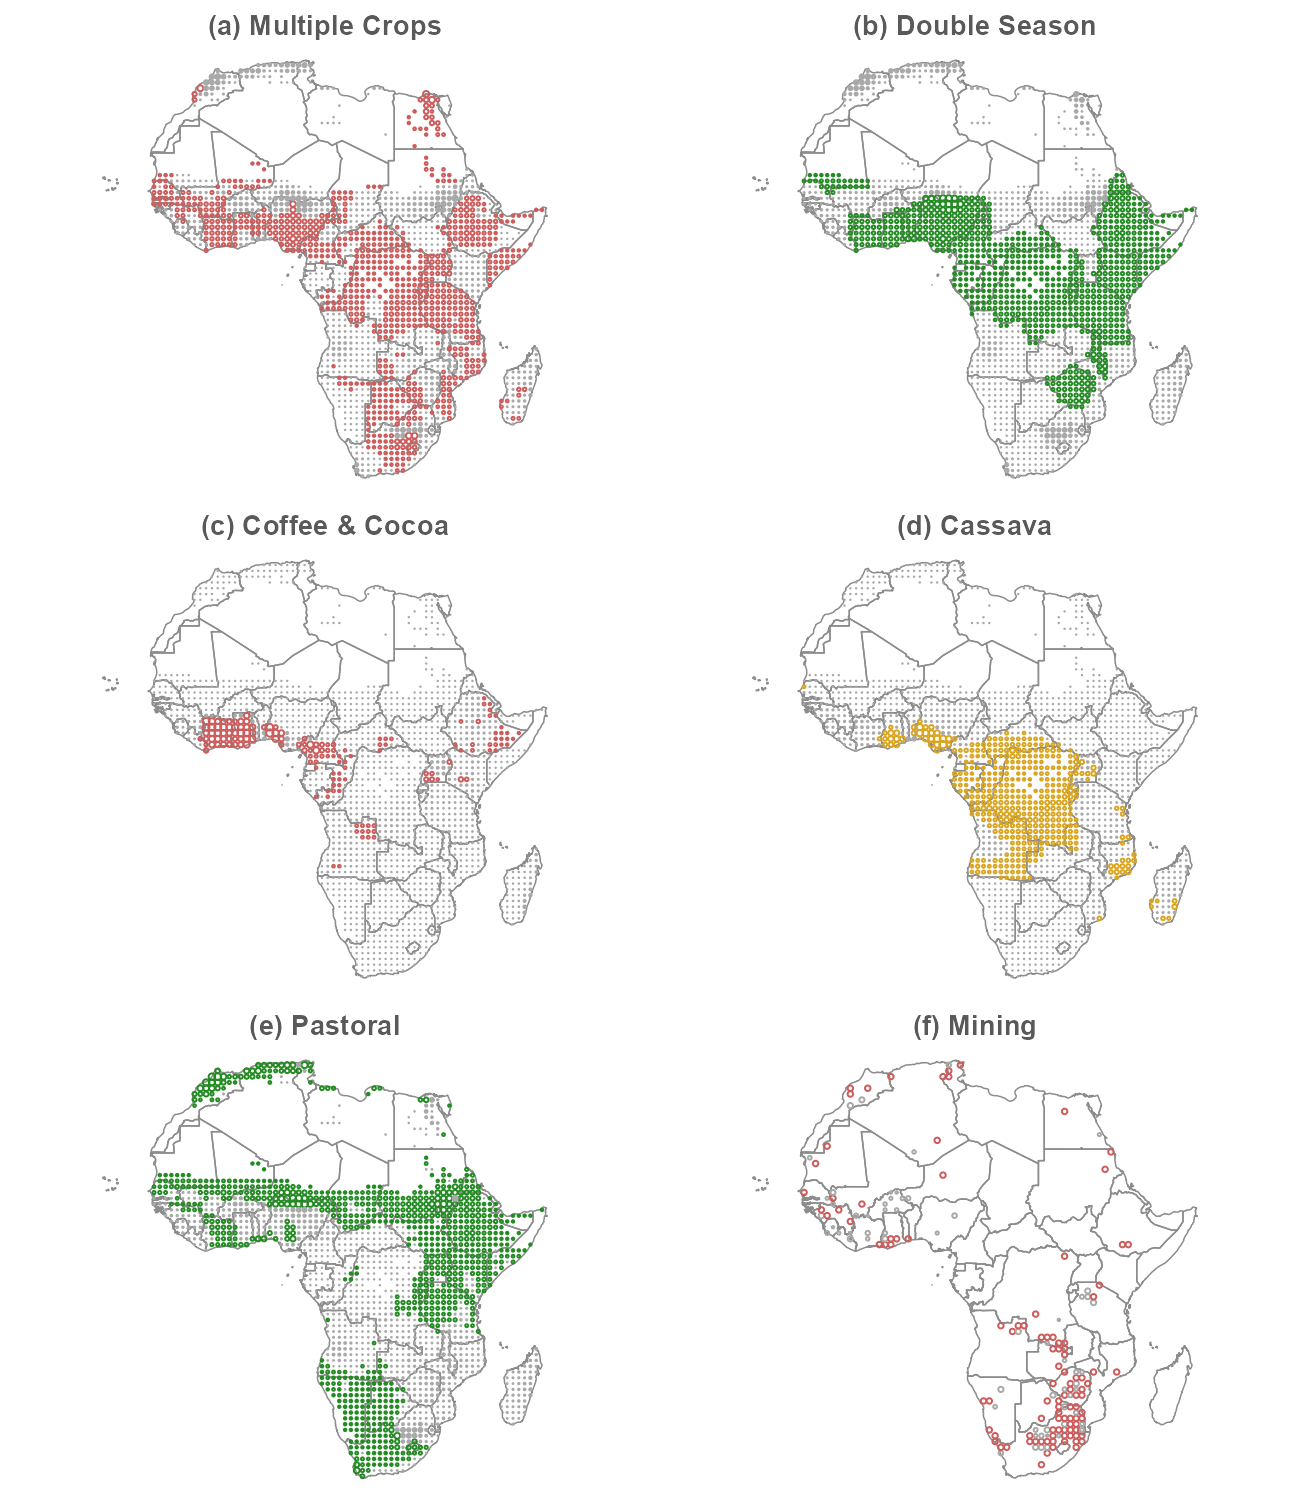 (a) Multiple Crops
(b) Double Season
(c) Coffee & Cocoa
(d) Cassava
(e) Pastoral
(f) Mining